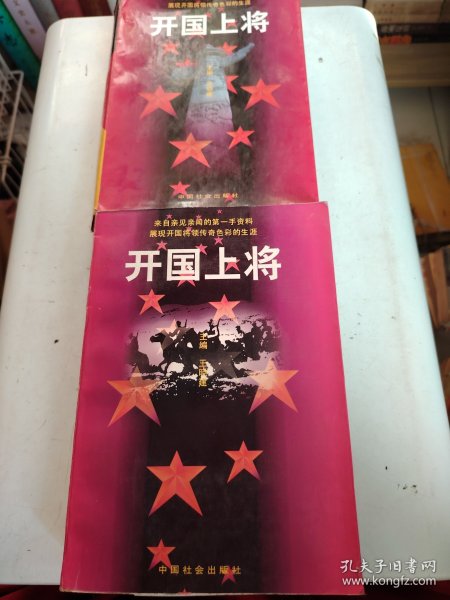 展现开国将领传奇色彩的生涯
开国上将
中国社会出版社
来自亲见亲闻的第一手资料
展现开国将领传奇色彩的生涯
开国上将
主编
中国社会出版社
孔夫子旧书网
www.kongfz.com